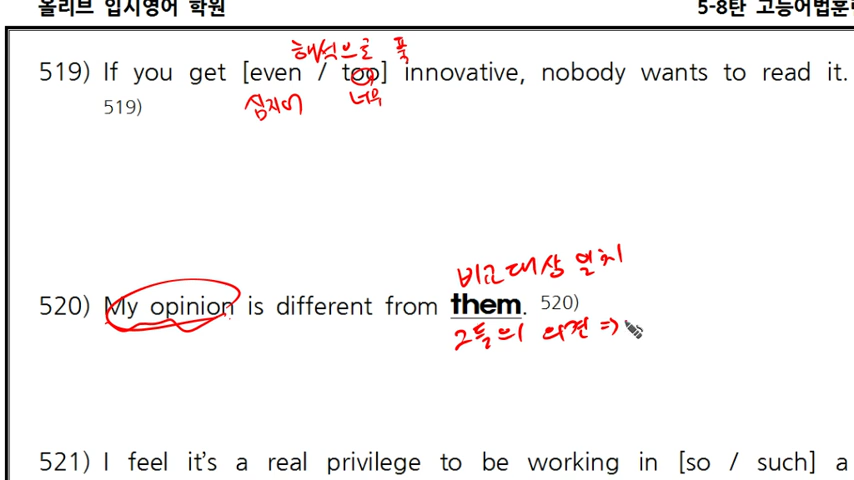 올리브 입시영어 학원 5-8탄 고등어법훈
해석으로 푹
519) If you get [even / too] innovative, nobody wants to read it.
519) 심지어 너무
비교대상 일치
520) My opinion is different from them. 520)
그들의 의견 =>
521) I feel it's a real privilege to be working in [so / such] a